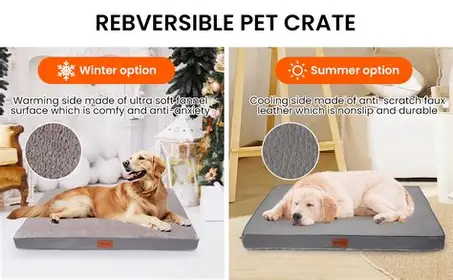 REBVERSIBLE PET CRATE
Winter option
Summer option
Warming side made of ultra soft fannel
surface which is comfy and anti-anxiety
Cooling side made of anti-scratch faux
leather which is nonslip and durable